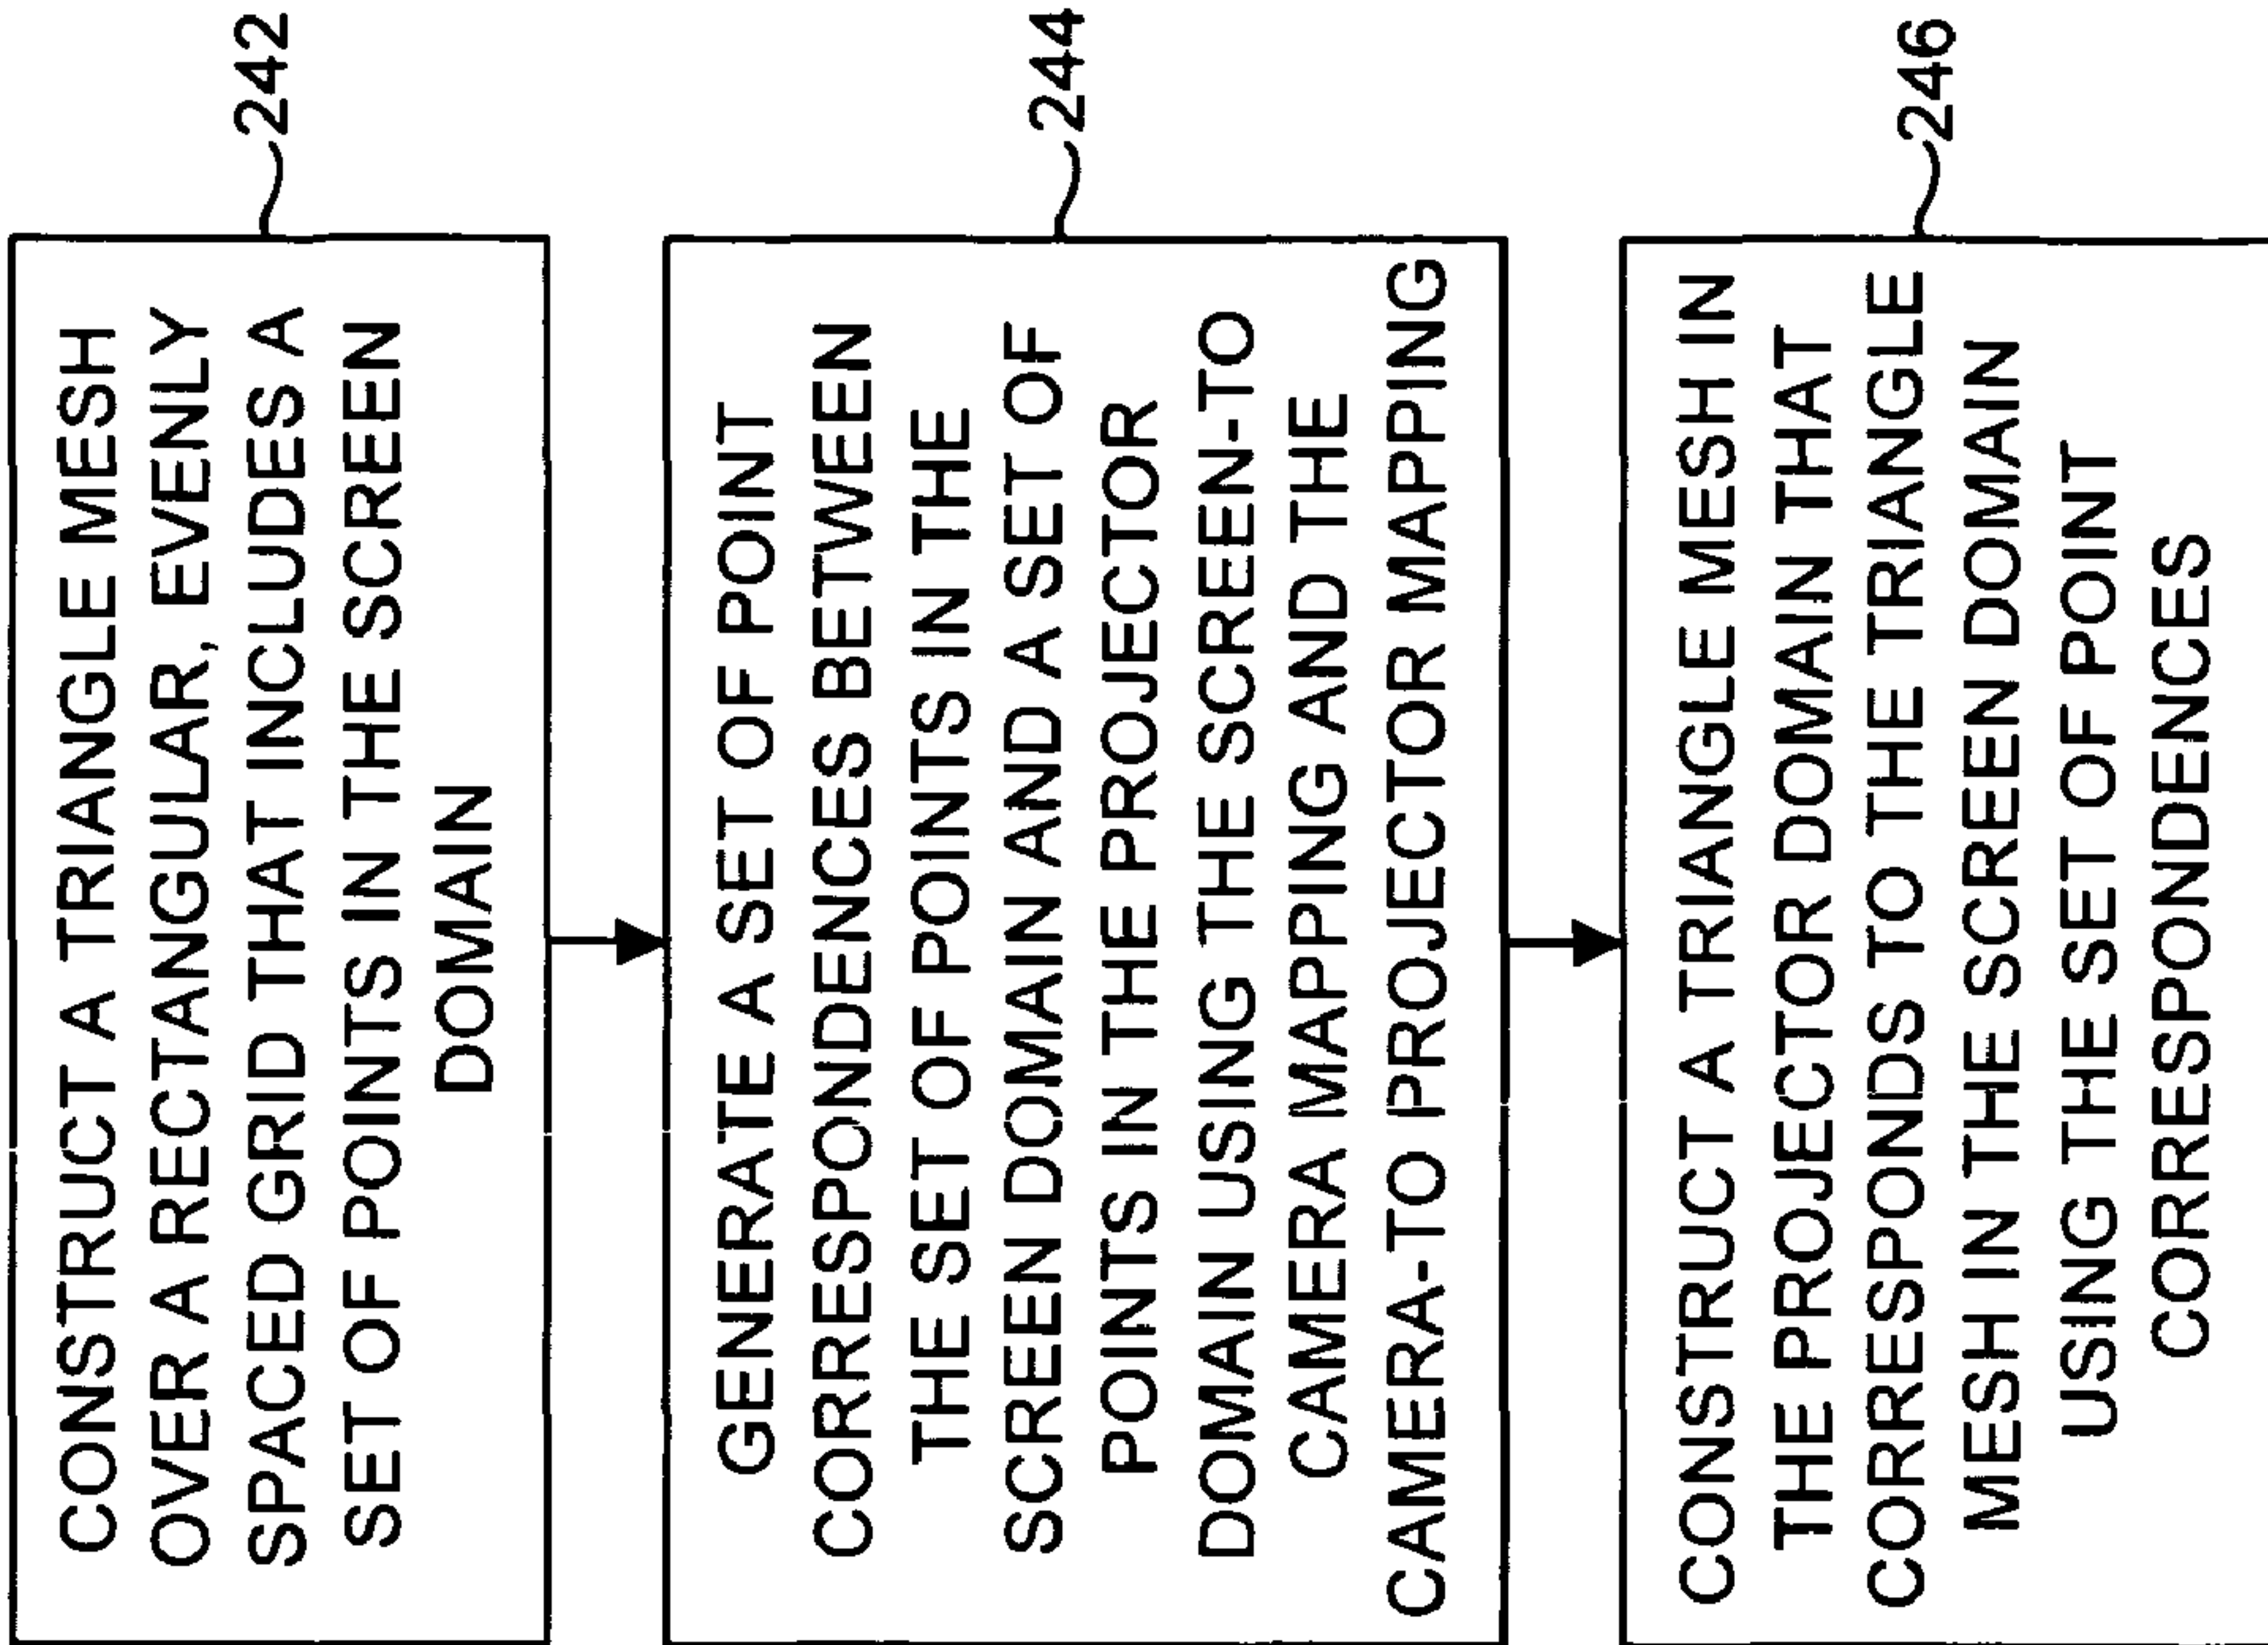 CONSTRUCT A TRIANGLE MESH
OVER A RECTANGULAR, EVENLY
SPACED GRID THAT INCLUDES A
SET OF POINTS IN THE SCREEN
DOMAIN
242
GENERATE A SET OF POINT
CORRESPONDENCES BETWEEN
THE SET OF POINTS IN THE
SCREEN DOMAIN AND A SET OF
POINTS IN THE PROJECTOR
DOMAIN USING THE SCREEN-TO
CAMERA MAPPING AND THE
CAMERA-TO PROJECTOR MAPPING
244
CONSTRUCT A TRIANGLE MESH IN
THE PROJECTOR DOMAIN THAT
CORRESPONDS TO THE TRIANGLE
MESH IN THE SCREEN DOMAIN
USING THE SET OF POINT
CORRESPONDENCES
246